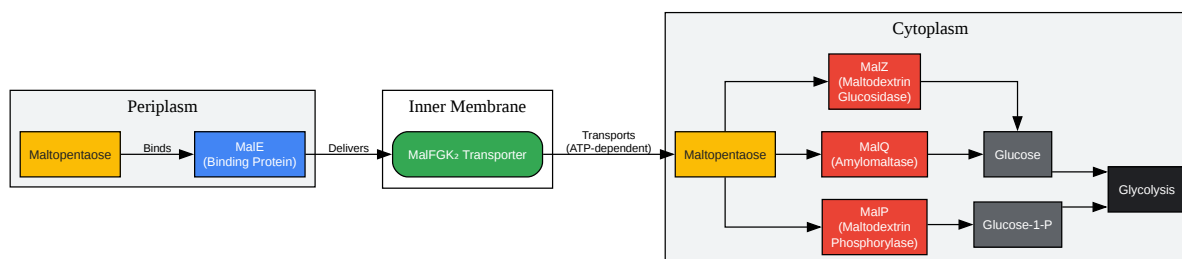 Periplasm
Maltopentaose
Binds
MalE
(Binding Protein)
Delivers
Inner Membrane
MalFGK₂ Transporter
Transports
(ATP-dependent)
Cytoplasm
Maltopentaose
MalZ
(Maltodextrin
Glucosidase)
MalQ
(Amylomaltase)
MalP
(Maltodextrin
Phosphorylase)
Glucose
Glucose-1-P
Glycolysis